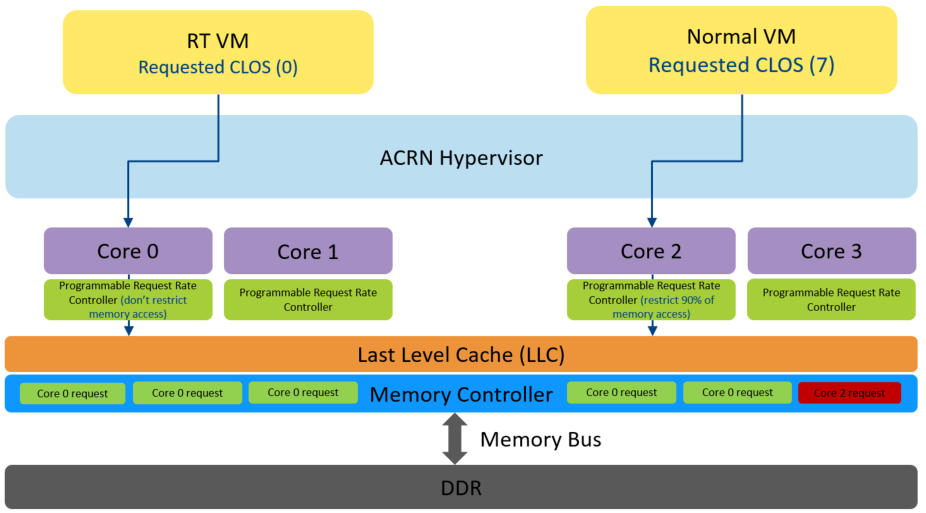 RT VM
Requested CLOS (0)
Normal VM
Requested CLOS (7)
ACRN Hypervisor
Core 0
Core 1
Core 2
Core 3
Programmable Request Rate
Controller (don't restrict
memory access)
Programmable Request Rate
Controller
Programmable Request Rate
Controller (restrict 90% of
memory access)
Programmable Request Rate
Controller
Last Level Cache (LLC)
Core 0 request
Core 0 request
Core 0 request
Memory Controller
Core 0 request
Core 0 request
Core 2 request
Memory Bus
DDR